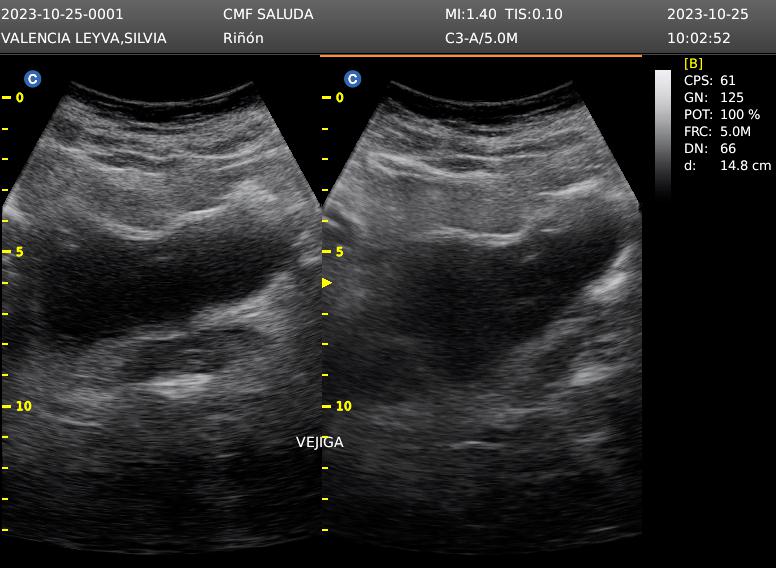 2023-10-25-0001 CMF SALUDA MI:1.40 TIS:0.10 2023-10-25
VALENCIA LEYVA,SILVIA Riñón C3-A/5.0M 10:02:52
[B]
C C
CPS: 61
0 0
GN: 125
POT: 100 %
FRC: 5.0M
DN: 66
d: 14.8 cm
5 5
10 10
VEJIGA